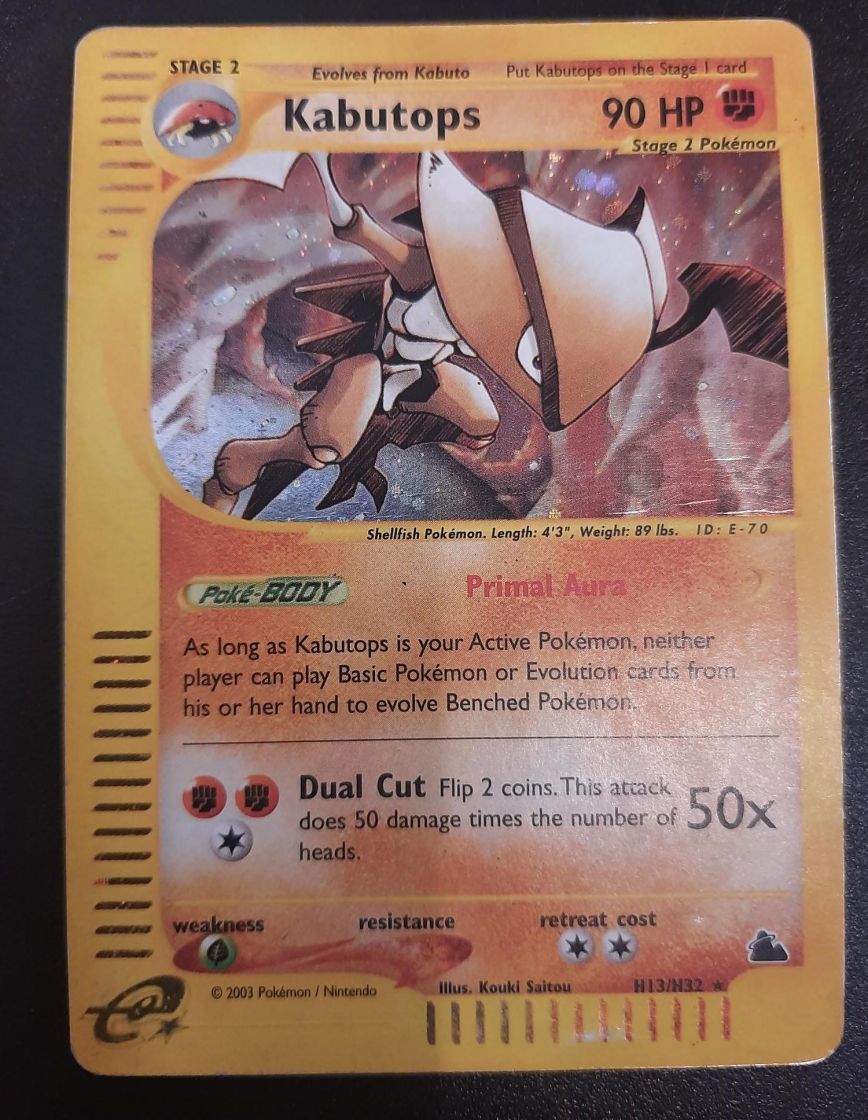 STAGE 2 Evolves from Kabuto Put Kabutops on the Stage 1 card
Kabutops 90 HP
Stage 2 Pokémon
Shellfish Pokémon. Length: 4'3", Weight: 89 lbs. ID: E-70
Poké-BODY Primal Aura
As long as Kabutops is your Active Pokémon, neither
player can play Basic Pokémon or Evolution cards from
his or her hand to evolve Benched Pokémon.
Dual Cut Flip 2 coins. This attack
does 50 damage times the number of
heads.
50x
weakness resistance retreat cost
© 2003 Pokémon / Nintendo Illus. Kouki Saitou H13/H32 ★
e